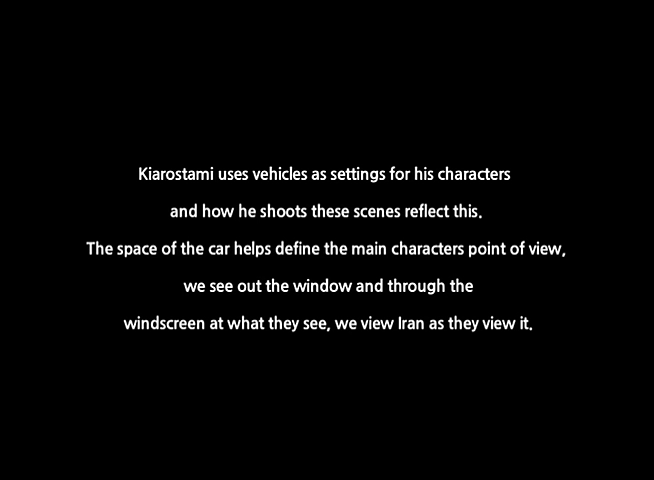 Kiarostami uses vehicles as settings for his characters
and how he shoots these scenes reflect this.
The space of the car helps define the main characters point of view,
we see out the window and through the
windscreen at what they see, we view Iran as they view it.